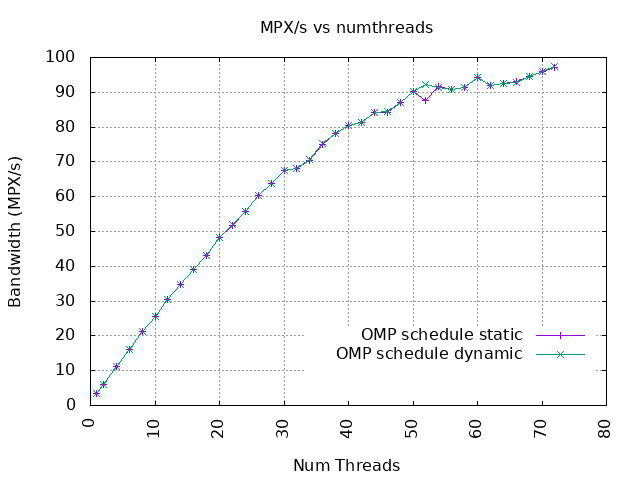 MPX/s vs numthreads
100
90
80
70
60
50
40
30
20
10
0
Bandwidth (MPX/s)
OMP schedule static
OMP schedule dynamic
0 10 20 30 40 50 60 70 80
Num Threads